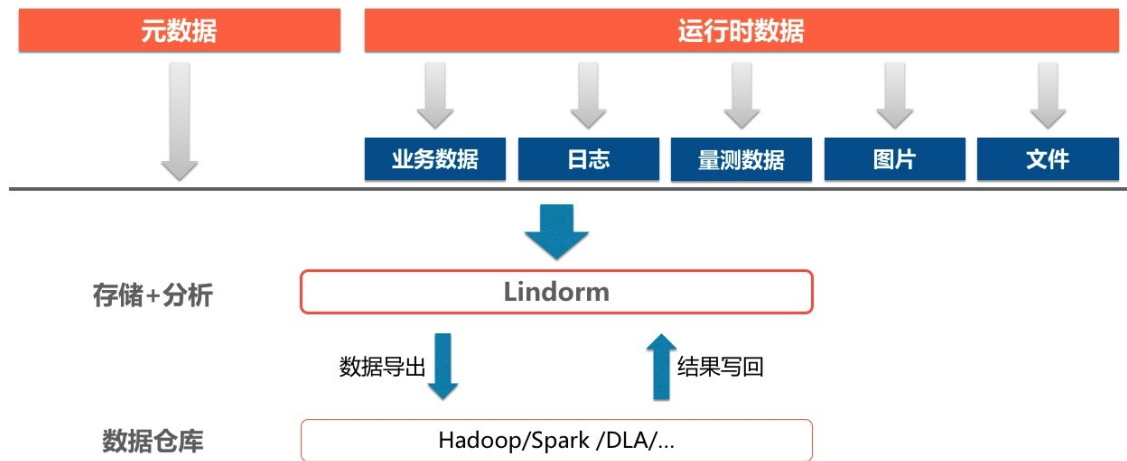 元数据
运行时数据
业务数据
日志
量测数据
图片
文件
存储+分析
Lindorm
数据导出
结果写回
数据仓库
Hadoop/Spark /DLA/...